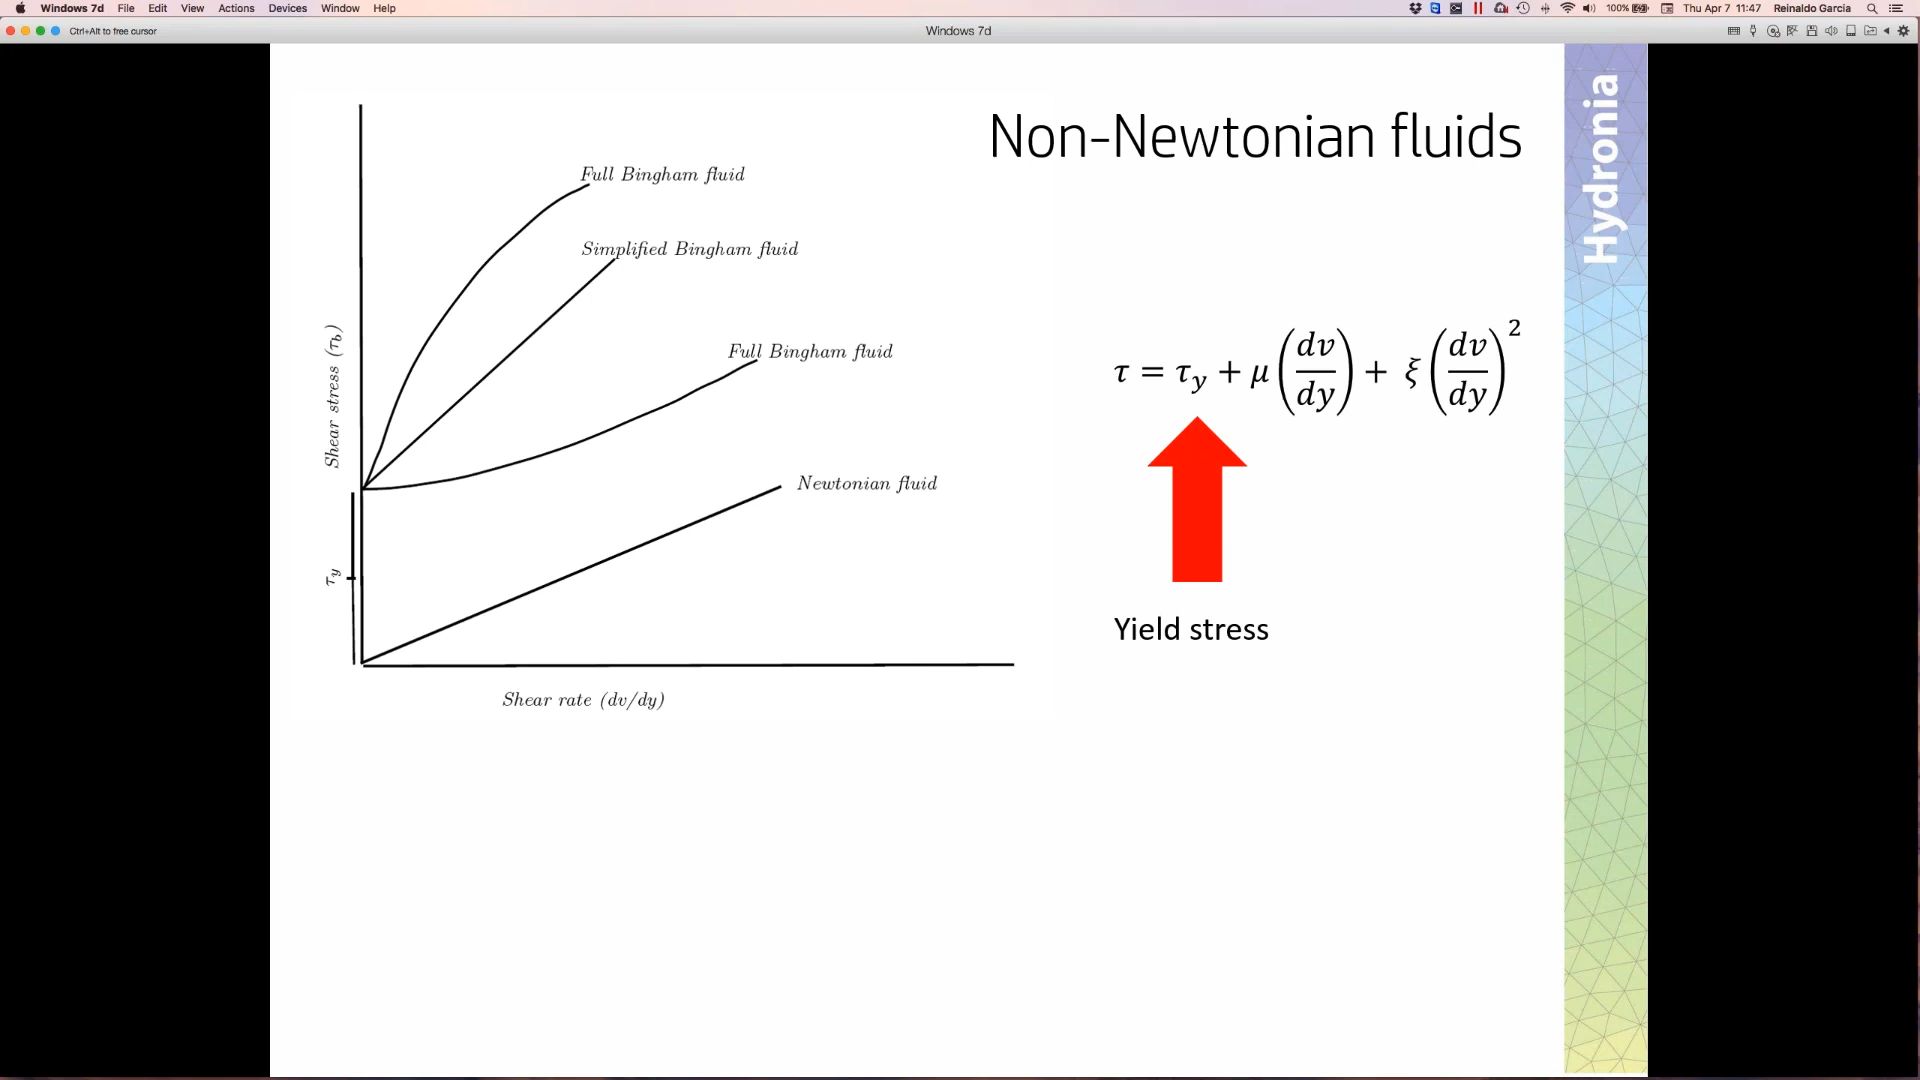 Windows 7d File Edit View Actions Devices Window Help
100% Thu Apr 7 11:47 Reinaldo Garcia
Ctrl+Alt to free cursor
Windows 7d
Hydronia
Non-Newtonian fluids
Full Bingham fluid
Simplified Bingham fluid
Full Bingham fluid
Newtonian fluid
Shear stress (τb)
τy
Shear rate (dv/dy)
τ = τy + μ(dv/dy) + ξ(dv/dy)²
Yield stress